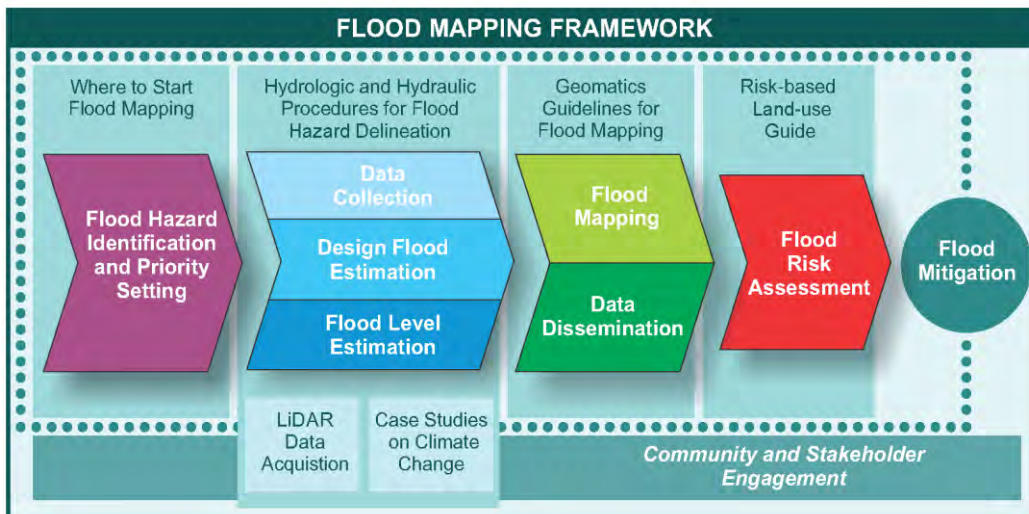 FLOOD MAPPING FRAMEWORK
Where to Start
Flood Mapping
Hydrologic and Hydraulic
Procedures for Flood
Hazard Delineation
Geomatics
Guidelines for
Flood Mapping
Risk-based
Land-use
Guide
Flood Hazard
Identification
and Priority
Setting
Data
Collection
Design Flood
Estimation
Flood Level
Estimation
Flood
Mapping
Data
Dissemination
Flood
Risk
Assessment
Flood
Mitigation
LiDAR
Data
Acquistion
Case Studies
on Climate
Change
Community and Stakeholder
Engagement